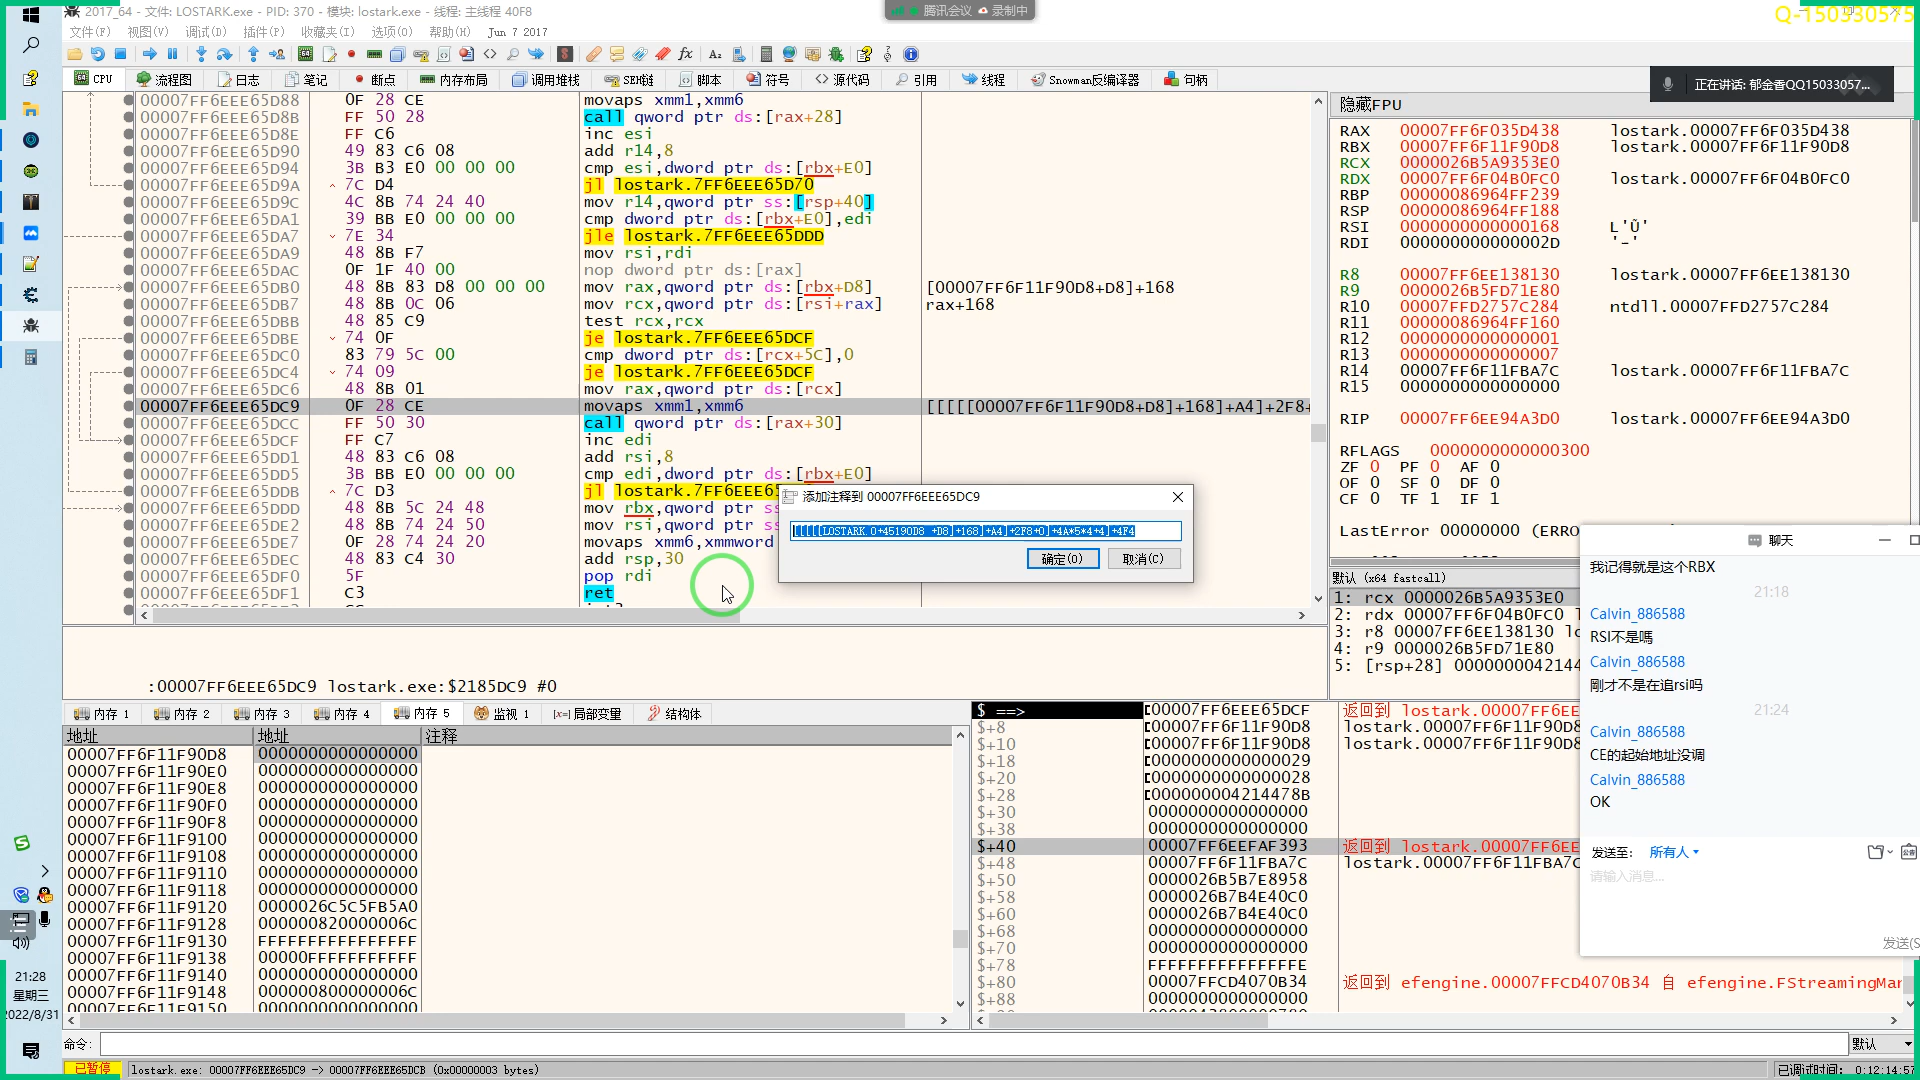 2017_64 - 文件: LOSTARK.exe - PID: 370 - 模块: lostark.exe - 线程: 主线程 40F8
腾讯会议 录制中
Q-150330575
文件(F) 视图(V) 调试(D) 插件(P) 收藏夹(I) 选项(O) 帮助(H) Jun 7 2017
CPU 流程图 日志 笔记 断点 内存布局 调用堆栈 SEH链 脚本 符号 源代码 引用 线程 Snowman反编译器 句柄
正在讲话: 郁金香QQ15033057...
00007FF6EEE65D88 0F 28 CE movaps xmm1,xmm6
00007FF6EEE65D8B FF 50 28 call qword ptr ds:[rax+28]
00007FF6EEE65D8E FF C6 inc esi
00007FF6EEE65D90 49 83 C6 08 add r14,8
00007FF6EEE65D94 3B B3 E0 00 00 00 cmp esi,dword ptr ds:[rbx+E0]
00007FF6EEE65D9A 7C D4 jl lostark.7FF6EEE65D70
00007FF6EEE65D9C 4C 8B 74 24 40 mov r14,qword ptr ss:[rsp+40]
00007FF6EEE65DA1 39 BB E0 00 00 00 cmp dword ptr ds:[rbx+E0],edi
00007FF6EEE65DA7 7E 34 jle lostark.7FF6EEE65DDD
00007FF6EEE65DA9 48 8B F7 mov rsi,rdi
00007FF6EEE65DAC 0F 1F 40 00 nop dword ptr ds:[rax]
00007FF6EEE65DB0 48 8B 83 D8 00 00 00 mov rax,qword ptr ds:[rbx+D8] [00007FF6F11F90D8+D8]+168
00007FF6EEE65DB7 48 8B 0C 06 mov rcx,qword ptr ds:[rsi+rax] rax+168
00007FF6EEE65DBB 48 85 C9 test rcx,rcx
00007FF6EEE65DBE 74 0F je lostark.7FF6EEE65DCF
00007FF6EEE65DC0 83 79 5C 00 cmp dword ptr ds:[rcx+5C],0
00007FF6EEE65DC4 74 09 je lostark.7FF6EEE65DCF
00007FF6EEE65DC6 48 8B 01 mov rax,qword ptr ds:[rcx]
00007FF6EEE65DC9 0F 28 CE movaps xmm1,xmm6 [[[[[00007FF6F11F90D8+D8]+168]+A4]+2F8+
00007FF6EEE65DCC FF 50 30 call qword ptr ds:[rax+30]
00007FF6EEE65DCF FF C7 inc edi
00007FF6EEE65DD1 48 83 C6 08 add rsi,8
00007FF6EEE65DD5 3B BB E0 00 00 00 cmp edi,dword ptr ds:[rbx+E0]
00007FF6EEE65DDB 7C D3 jl lostark.7FF6EEE65
00007FF6EEE65DDD 48 8B 5C 24 48 mov rbx,qword ptr ss
00007FF6EEE65DE2 48 8B 74 24 50 mov rsi,qword ptr ss
00007FF6EEE65DE7 0F 28 74 24 20 movaps xmm6,xmmword
00007FF6EEE65DEC 48 83 C4 30 add rsp,30
00007FF6EEE65DF0 5F pop rdi
00007FF6EEE65DF1 C3 ret
:00007FF6EEE65DC9 lostark.exe:$2185DC9 #0
添加注释到 00007FF6EEE65DC9
[[[[[LOSTARK.0+45190D8 +D8]+168]+A4]+2F8+0]+4A*5*4+4]+4F4
确定(O) 取消(C)
隐藏FPU
RAX 00007FF6F035D438 lostark.00007FF6F035D438
RBX 00007FF6F11F90D8 lostark.00007FF6F11F90D8
RCX 0000026B5A9353E0
RDX 00007FF6F04B0FC0 lostark.00007FF6F04B0FC0
RBP 00000086964FF239
RSP 00000086964FF188
RSI 0000000000000168 L'Ũ'
RDI 000000000000002D '-'
R8 00007FF6EE138130 lostark.00007FF6EE138130
R9 0000026B5FD71E80
R10 00007FFD2757C284 ntdll.00007FFD2757C284
R11 00000086964FF160
R12 0000000000000001
R13 0000000000000007
R14 00007FF6F11FBA7C lostark.00007FF6F11FBA7C
R15 0000000000000000
RIP 00007FF6EE94A3D0 lostark.00007FF6EE94A3D0
RFLAGS 0000000000000300
ZF 0 PF 0 AF 0
OF 0 SF 0 DF 0
CF 0 TF 1 IF 1
LastError 00000000 (ERRO
默认 (x64 fastcall)
1: rcx 0000026B5A9353E0
2: rdx 00007FF6F04B0FC0 l
3: r8 00007FF6EE138130 lo
4: r9 0000026B5FD71E80
5: [rsp+28] 000000004214
聊天
我记得就是这个RBX
21:18
Calvin_886588
RSI不是嗎
Calvin_886588
剛才不是在追rsi吗
21:24
Calvin_886588
CE的起始地址没调
Calvin_886588
OK
发送至: 所有人
请输入消息...
发送(S
内存 1 内存 2 内存 3 内存 4 内存 5 监视 1 局部变量 结构体
地址 地址 注释
00007FF6F11F90D8 0000000000000000
00007FF6F11F90E0 0000000000000000
00007FF6F11F90E8 0000000000000000
00007FF6F11F90F0 0000000000000000
00007FF6F11F90F8 0000000000000000
00007FF6F11F9100 0000000000000000
00007FF6F11F9108 0000000000000000
00007FF6F11F9110 0000000000000000
00007FF6F11F9118 0000000000000000
00007FF6F11F9120 0000026C5C5FB5A0
00007FF6F11F9128 000000820000006C
00007FF6F11F9130 FFFFFFFFFFFFFFFF
00007FF6F11F9138 00000FFFFFFFFFFF
00007FF6F11F9140 0000000000000000
00007FF6F11F9148 000000800000006C
00007FF6F11F9150 0000000000000000
$ ==> 00007FF6EEE65DCF 返回到 lostark.00007FF6EE
$+8 00007FF6F11F90D8 lostark.00007FF6F11F90D8
$+10 00007FF6F11F90D8 lostark.00007FF6F11F90D8
$+18 0000000000000029
$+20 0000000000000028
$+28 000000004214478B
$+30 0000000000000000
$+38 0000000000000000
$+40 00007FF6EEFAF393 返回到 lostark.00007FF6EE
$+48 00007FF6F11FBA7C lostark.00007FF6F11FBA7C
$+50 0000026B5B7E8958
$+58 0000026B7B4E40C0
$+60 0000026B7B4E40C0
$+68 0000000000000000
$+70 0000000000000000
$+78 FFFFFFFFFFFFFFFE
$+80 00007FFCD4070B34 返回到 efengine.00007FFCD4070B34 自 efengine.FStreamingMar
$+88 0000000000000000
21:28
星期三
2022/8/31
命令: 默认
已暂停 lostark.exe: 00007FF6EEE65DC9 -> 00007FF6EEE65DCB (0x00000003 bytes) 已调试时间: 0:12:14:57